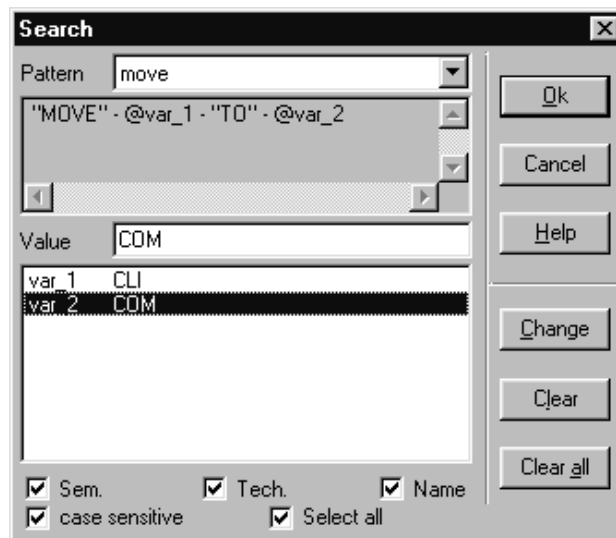 Search
Pattern move
"MOVE" - @var_1 - "TO" - @var_2
Ok
Cancel
Value COM
Help
var_1 CLI
var_2 COM
Change
Clear
Clear all
Sem. Tech. Name
case sensitive Select all